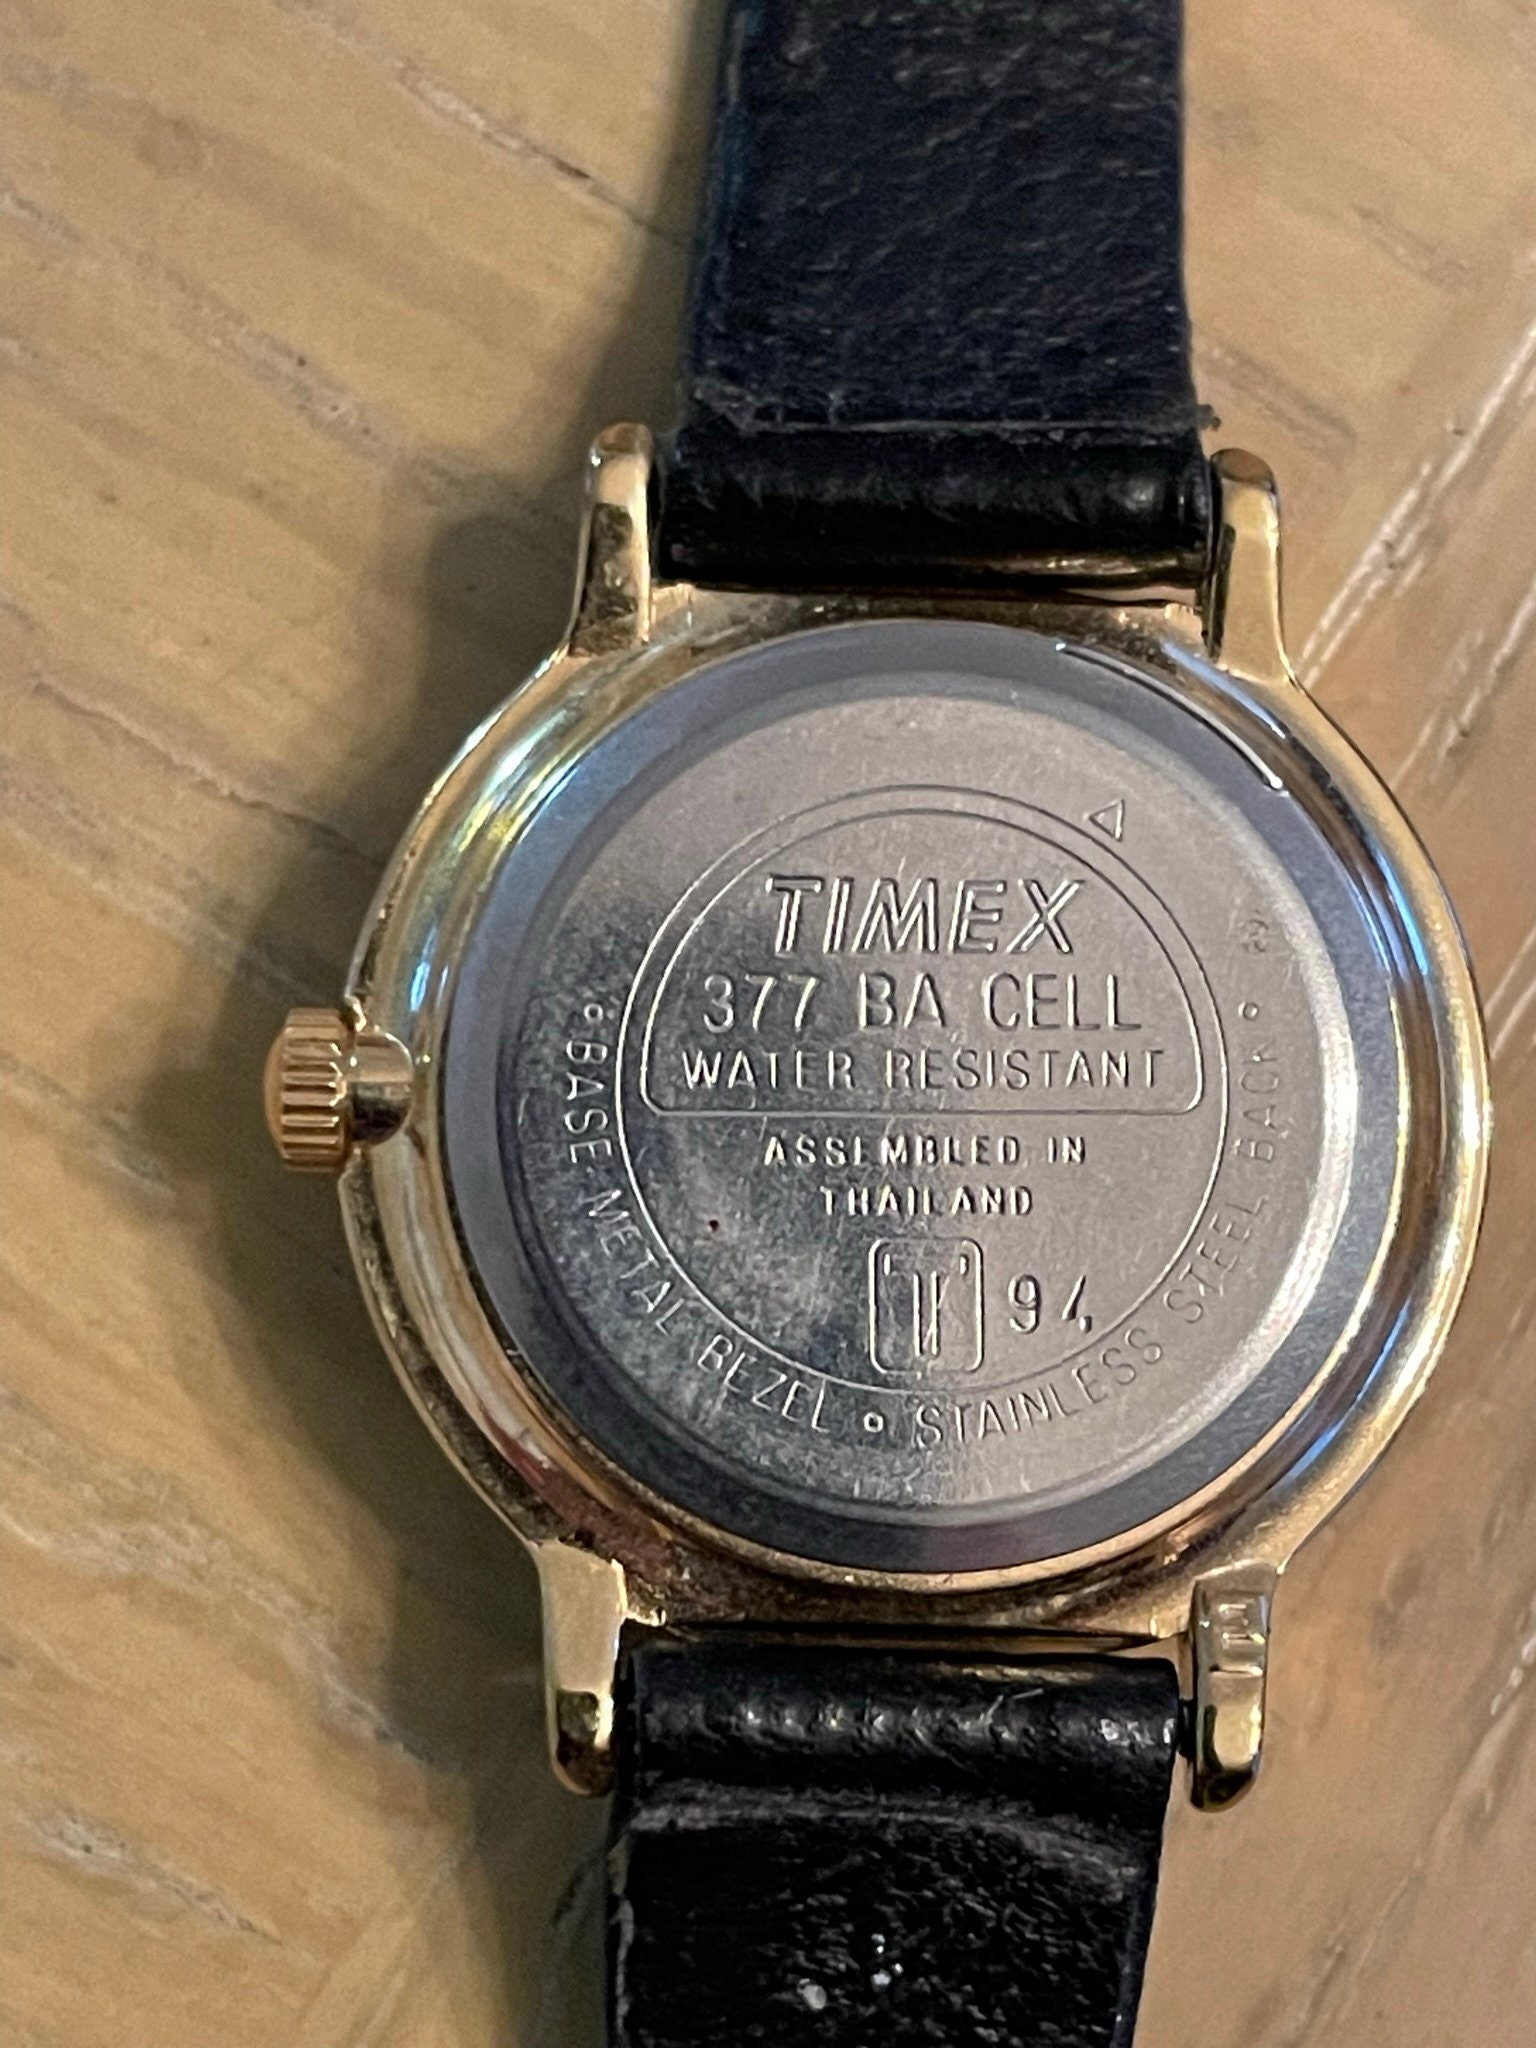 TIMEX
377 BA CELL
WATER RESISTANT
ASSEMBLED IN
THAILAND
T 94
BASE METAL BEZEL • STAINLESS STEEL BACK